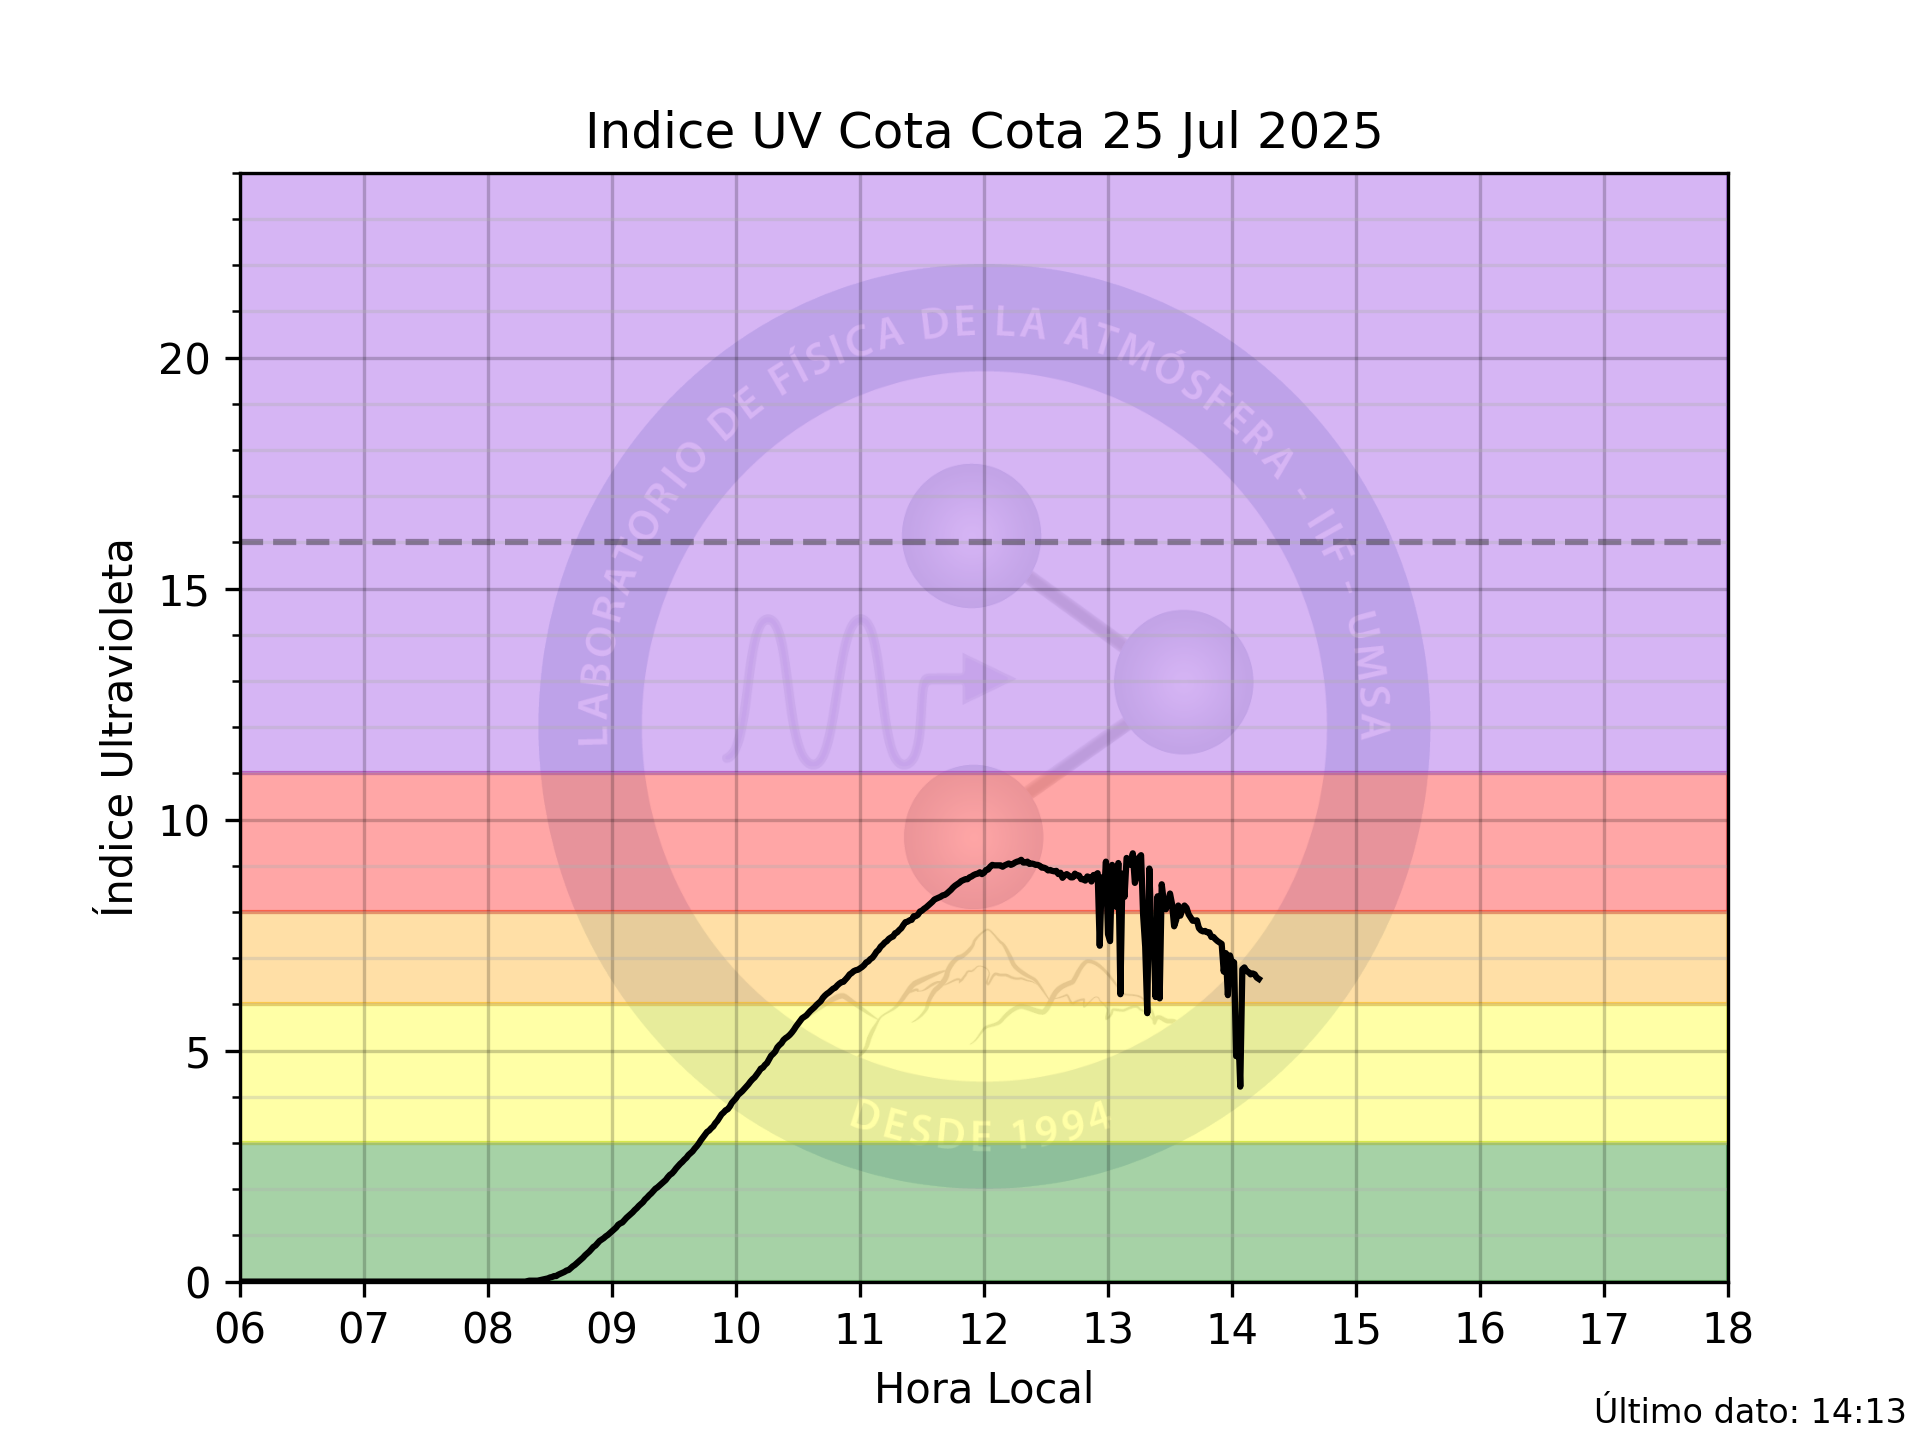 Indice UV Cota Cota 25 Jul 2025
Índice Ultravioleta
20
15
10
5
0
LABORATORIO DE FÍSICA DE LA ATMÓSFERA - IIF - UMSA
DESDE 1994
06 07 08 09 10 11 12 13 14 15 16 17 18
Hora Local
Último dato: 14:13